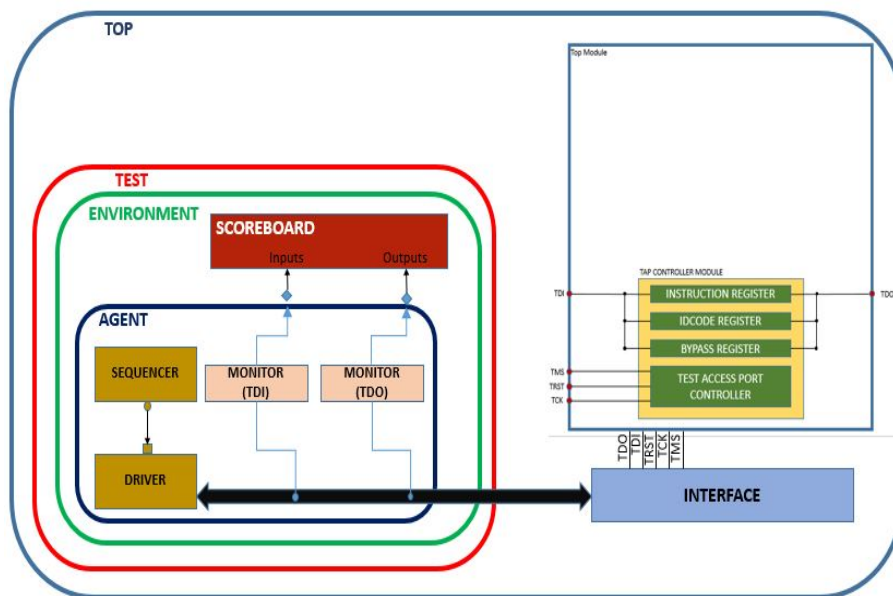 TOP
Top Module
TEST
ENVIRONMENT
SCOREBOARD
Inputs
Outputs
AGENT
SEQUENCER
MONITOR
(TDI)
MONITOR
(TDO)
DRIVER
TAP CONTROLLER MODULE
TDI
INSTRUCTION REGISTER
TDO
IDCODE REGISTER
BYPASS REGISTER
TMS
TRST
TCK
TEST ACCESS PORT
CONTROLLER
TDO
TDI
TRST
TCK
TMS
INTERFACE